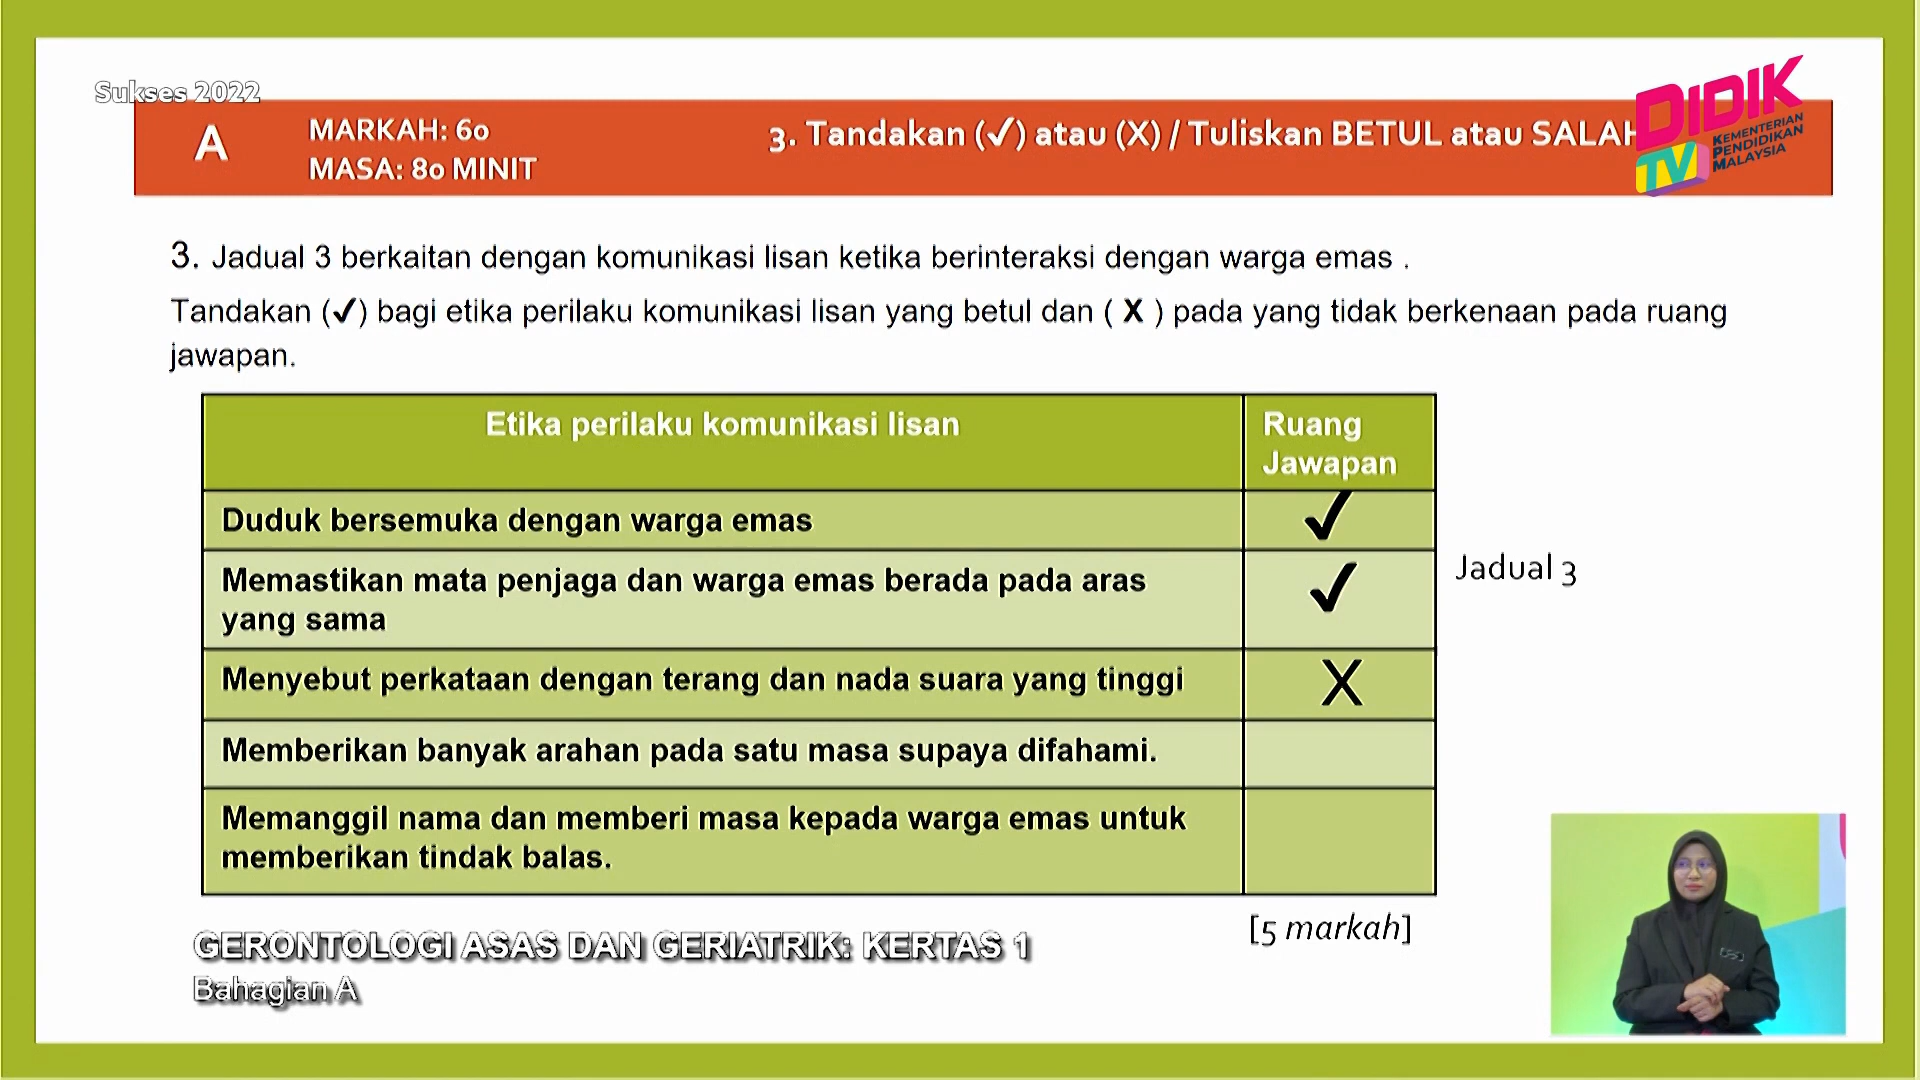 Sukses 2022
A
MARKAH: 60
MASA: 80 MINIT
3. Tandakan (✓) atau (X) / Tuliskan BETUL atau SALAH
DIDIK
TV
KEMENTERIAN
PENDIDIKAN
MALAYSIA
3. Jadual 3 berkaitan dengan komunikasi lisan ketika berinteraksi dengan warga emas .
Tandakan (✓) bagi etika perilaku komunikasi lisan yang betul dan ( X ) pada yang tidak berkenaan pada ruang
jawapan.
Etika perilaku komunikasi lisan
Ruang
Jawapan
Duduk bersemuka dengan warga emas ✓
Memastikan mata penjaga dan warga emas berada pada aras
yang sama ✓
Menyebut perkataan dengan terang dan nada suara yang tinggi X
Memberikan banyak arahan pada satu masa supaya difahami.
Memanggil nama dan memberi masa kepada warga emas untuk
memberikan tindak balas.
Jadual 3
[5 markah]
GERONTOLOGI ASAS DAN GERIATRIK: KERTAS 1
Bahagian A